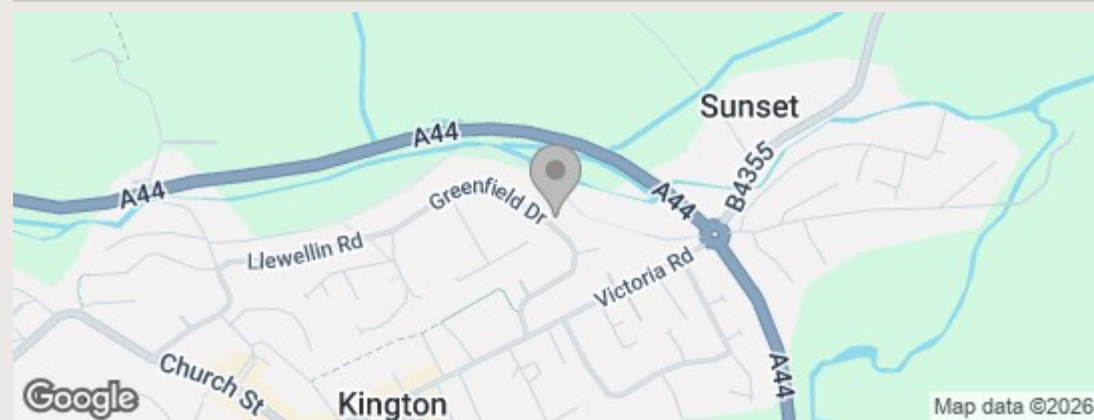 Sunset
A44
B4355
A44
A44
Greenfield Dr
Llewellin Rd
Victoria Rd
Church St
A44
Kington
Google
Map data ©2026